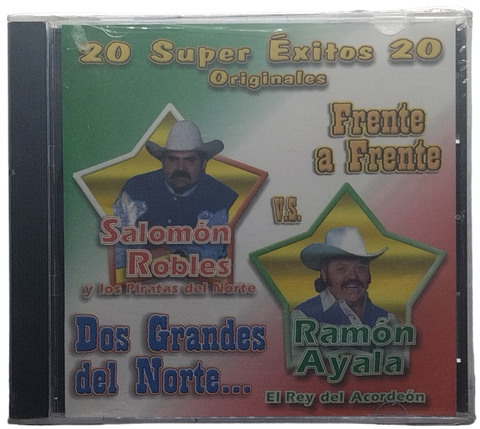 20 Super Éxitos 20
Originales
Frente
a Frente
Salomón
Robles
y los Piratas del Norte
V.S.
Dos Grandes
del Norte...
Ramón
Ayala
El Rey del Acordeón